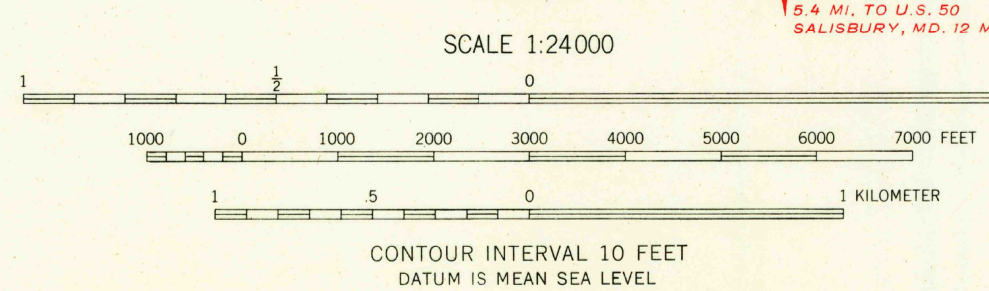 5.4 MI. TO U.S. 50
SALISBURY, MD. 12 M
SCALE 1:24000
1 1/2 0
1000 0 1000 2000 3000 4000 5000 6000 7000 FEET
1 .5 0 1 KILOMETER
CONTOUR INTERVAL 10 FEET
DATUM IS MEAN SEA LEVEL